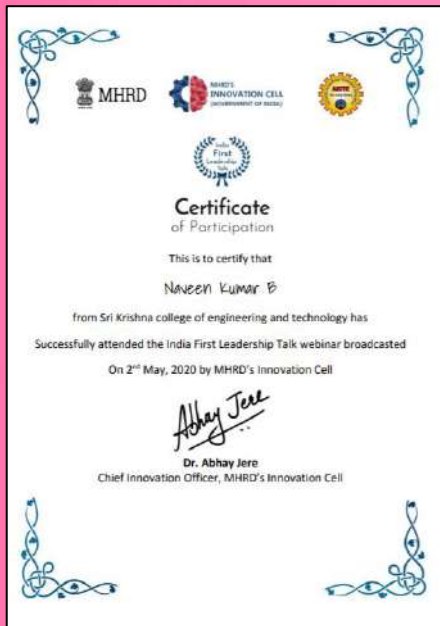 MHRD
MHRD'S
INNOVATION CELL
(GOVERNMENT OF INDIA)
AICTE
India
First
Leadership
Talk
Certificate
of Participation
This is to certify that
Naveen Kumar B
from Sri Krishna college of engineering and technology has
Successfully attended the India First Leadership Talk webinar broadcasted
On 2nd May, 2020 by MHRD's Innovation Cell
Abhay Jere
Dr. Abhay Jere
Chief Innovation Officer, MHRD's Innovation Cell